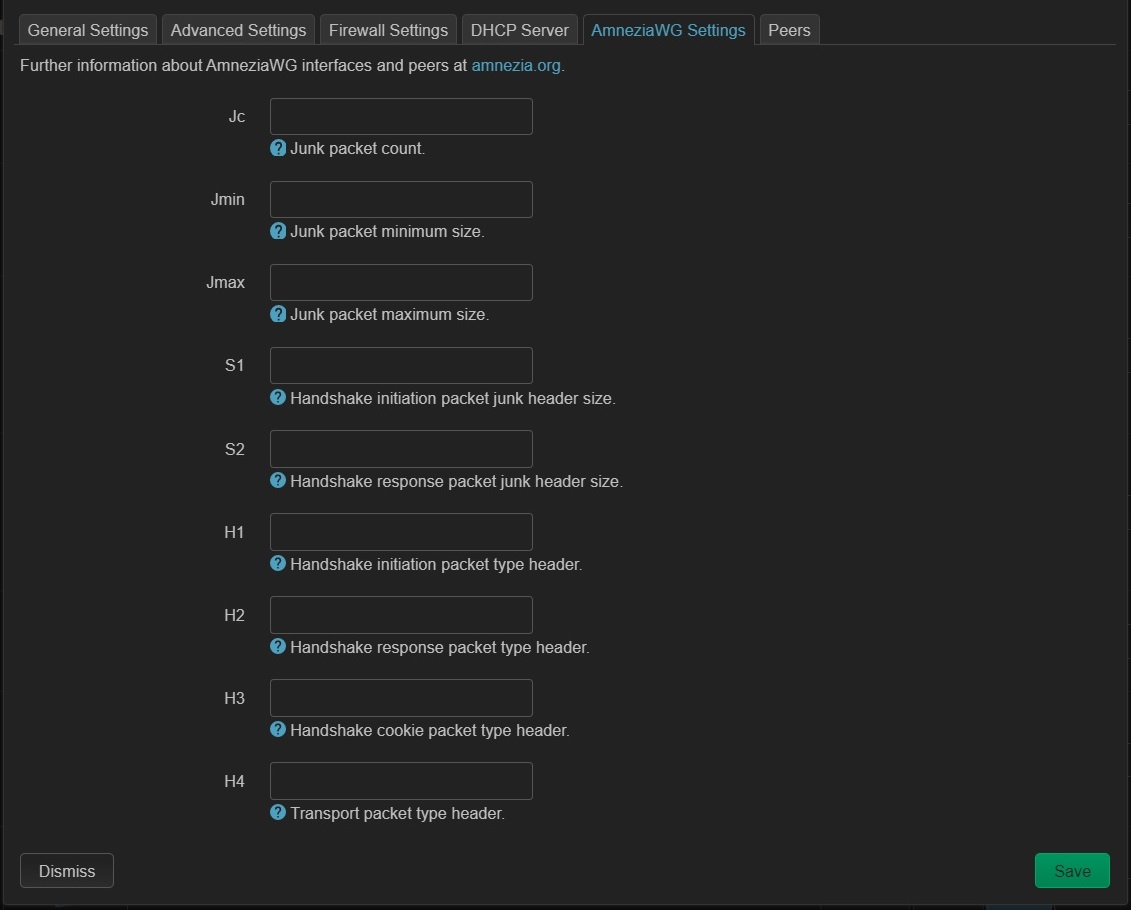 General Settings Advanced Settings Firewall Settings DHCP Server AmneziaWG Settings Peers
Further information about AmneziaWG interfaces and peers at amnezia.org.
Jc
? Junk packet count.
Jmin
? Junk packet minimum size.
Jmax
? Junk packet maximum size.
S1
? Handshake initiation packet junk header size.
S2
? Handshake response packet junk header size.
H1
? Handshake initiation packet type header.
H2
? Handshake response packet type header.
H3
? Handshake cookie packet type header.
H4
? Transport packet type header.
Dismiss Save